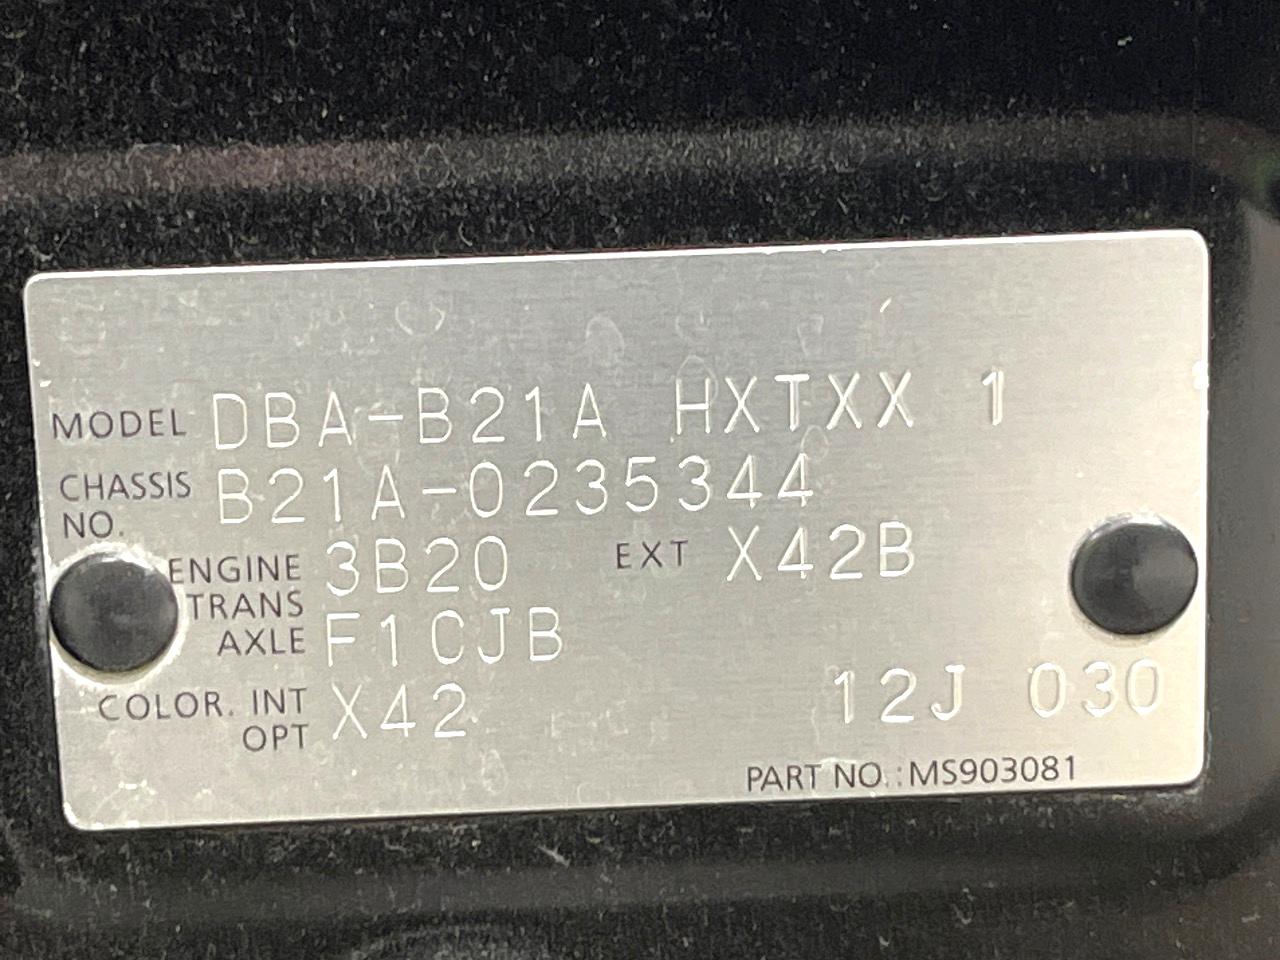 MODEL DBA-B21A HXTXX 1
CHASSIS NO. B21A-0235344
ENGINE 3B20 EXT X42B
TRANS AXLE F1CJB
COLOR. INT OPT X42 12J 030
PART NO.:MS903081